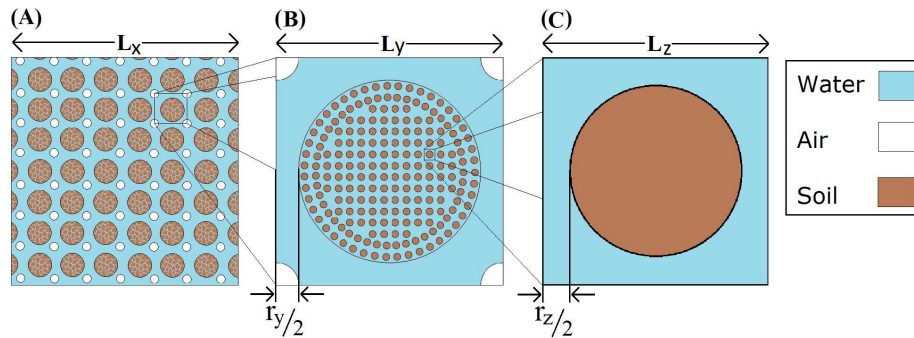 (A)
(B)
(C)
Lx
Ly
Lz
Water
Air
Soil
ry/2
rz/2